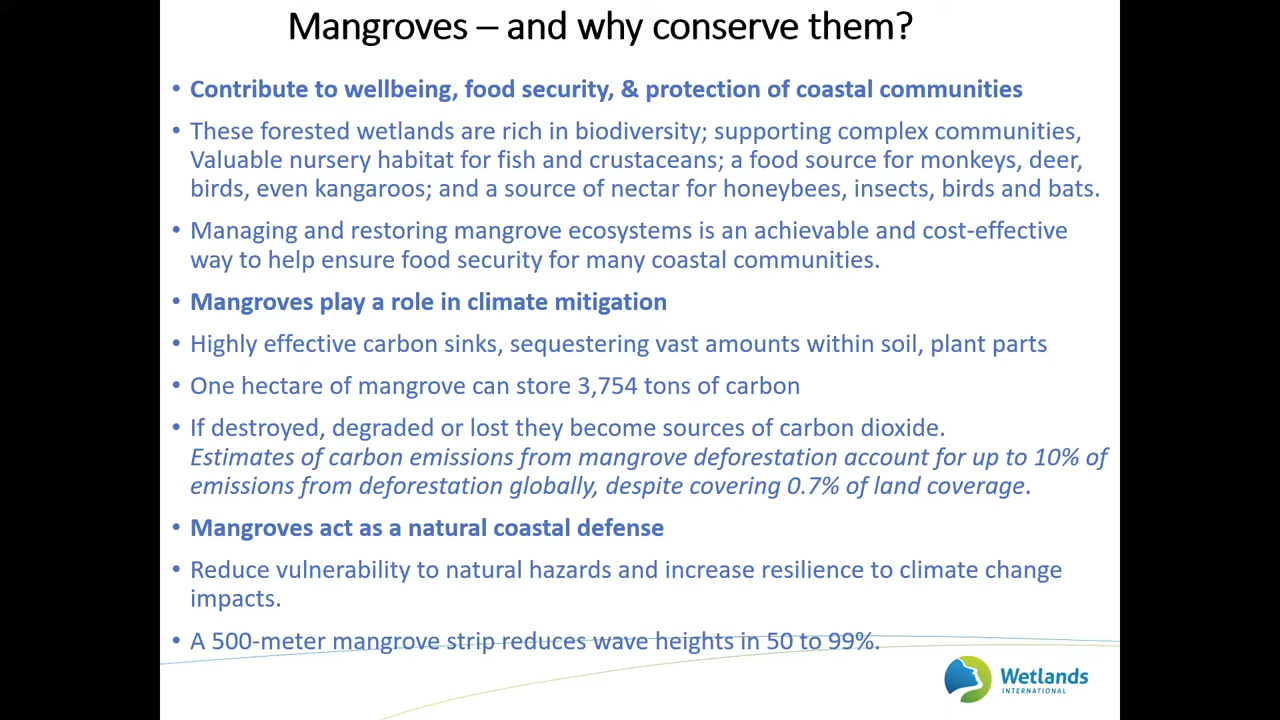 Mangroves – and why conserve them?
• Contribute to wellbeing, food security, & protection of coastal communities
• These forested wetlands are rich in biodiversity; supporting complex communities,
Valuable nursery habitat for fish and crustaceans; a food source for monkeys, deer,
birds, even kangaroos; and a source of nectar for honeybees, insects, birds and bats.
• Managing and restoring mangrove ecosystems is an achievable and cost-effective
way to help ensure food security for many coastal communities.
• Mangroves play a role in climate mitigation
• Highly effective carbon sinks, sequestering vast amounts within soil, plant parts
• One hectare of mangrove can store 3,754 tons of carbon
• If destroyed, degraded or lost they become sources of carbon dioxide.
Estimates of carbon emissions from mangrove deforestation account for up to 10% of
emissions from deforestation globally, despite covering 0.7% of land coverage.
• Mangroves act as a natural coastal defense
• Reduce vulnerability to natural hazards and increase resilience to climate change
impacts.
• A 500-meter mangrove strip reduces wave heights in 50 to 99%.
Wetlands
INTERNATIONAL